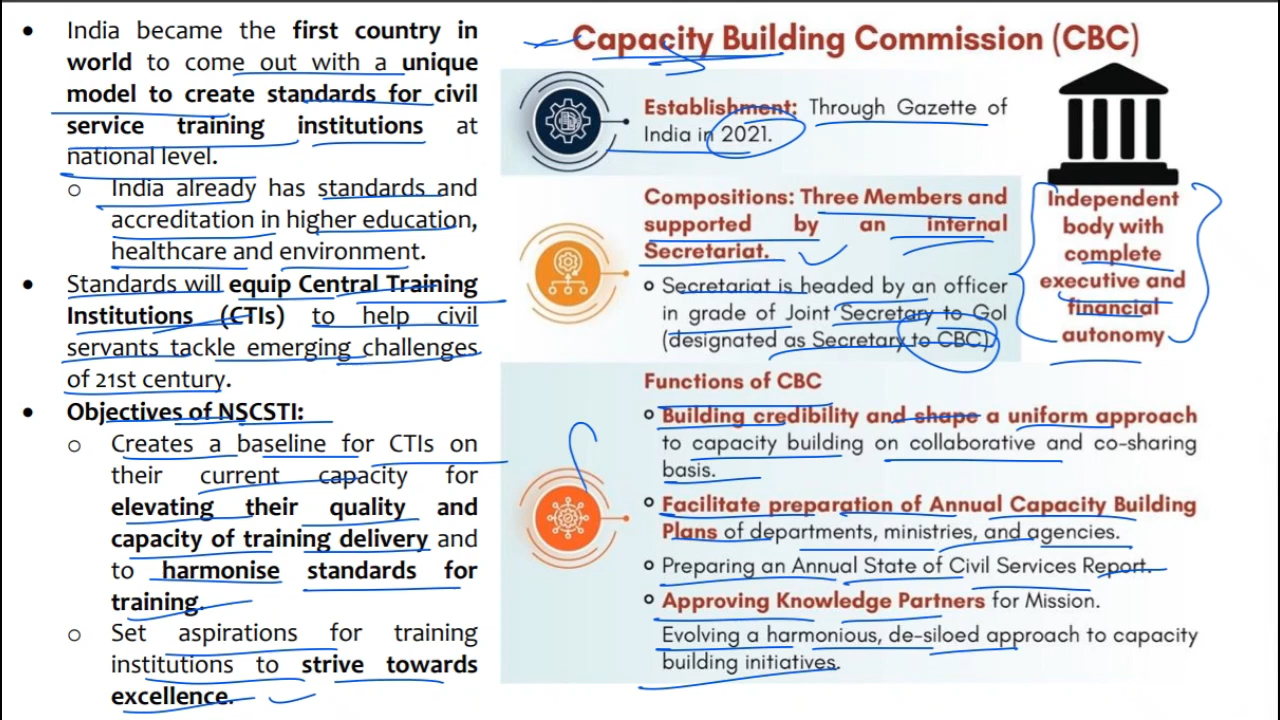 • India became the first country in
world to come out with a unique
model to create standards for civil
service training institutions at
national level.
o India already has standards and
accreditation in higher education,
healthcare and environment.
• Standards will equip Central Training
Institutions (CTIs) to help civil
servants tackle emerging challenges
of 21st century.
• Objectives of NSCSTI:
o Creates a baseline for CTIs on
their current capacity for
elevating their quality and
capacity of training delivery and
to harmonise standards for
training.
o Set aspirations for training
institutions to strive towards
excellence.
Capacity Building Commission (CBC)
Establishment: Through Gazette of
India in 2021.
Compositions: Three Members and
supported by an internal
Secretariat.
o Secretariat is headed by an officer
in grade of Joint Secretary to GoI
(designated as Secretary to CBC)
Independent
body with
complete
executive and
financial
autonomy
Functions of CBC
o Building credibility and shape a uniform approach
to capacity building on collaborative and co-sharing
basis.
o Facilitate preparation of Annual Capacity Building
Plans of departments, ministries, and agencies.
o Preparing an Annual State of Civil Services Report.
o Approving Knowledge Partners for Mission.
Evolving a harmonious, de-siloed approach to capacity
building initiatives.